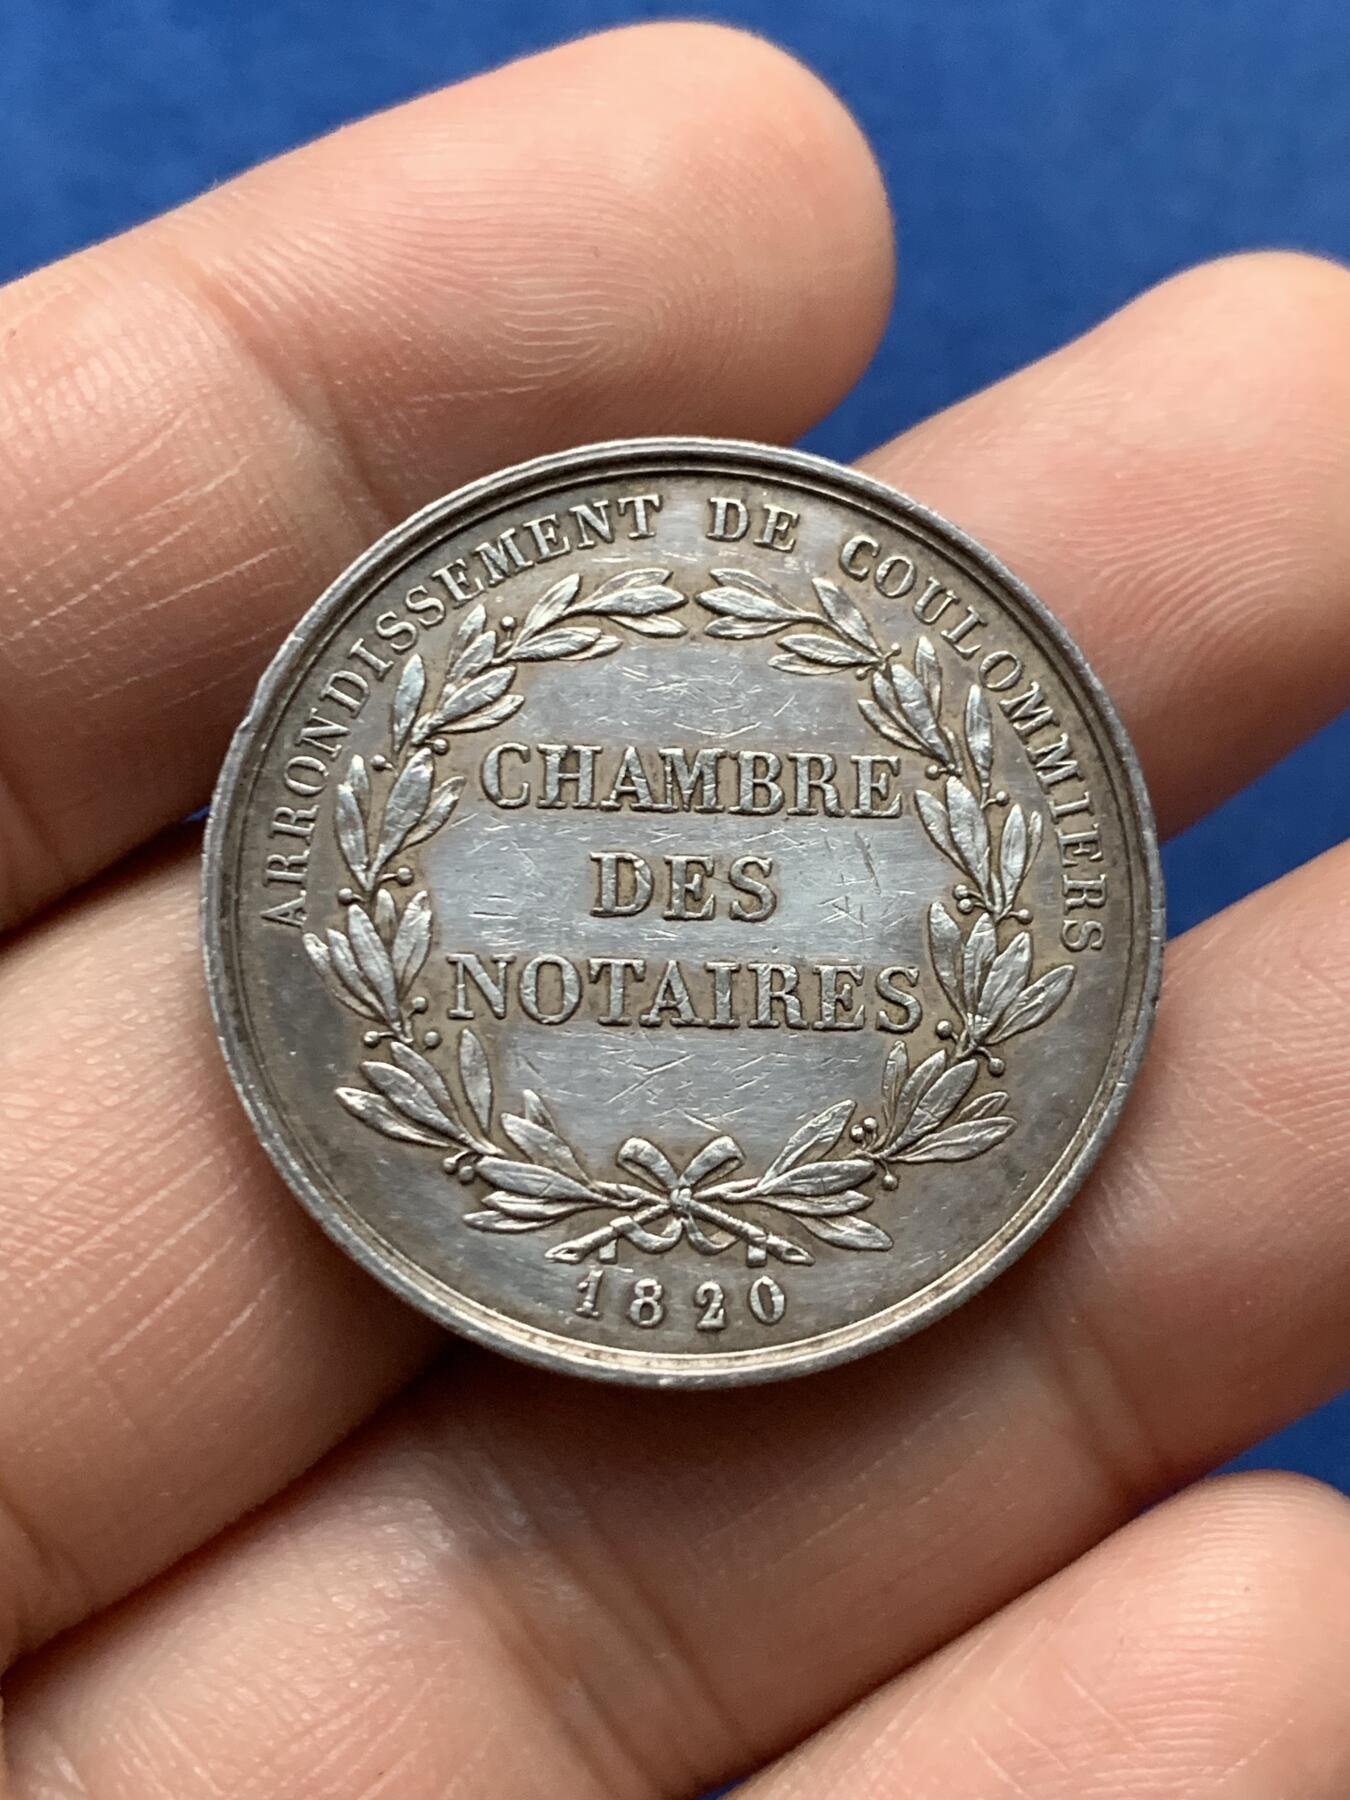 ARRONDISSEMENT DE COULOMMIERS
CHAMBRE
DES
NOTAIRES
1820